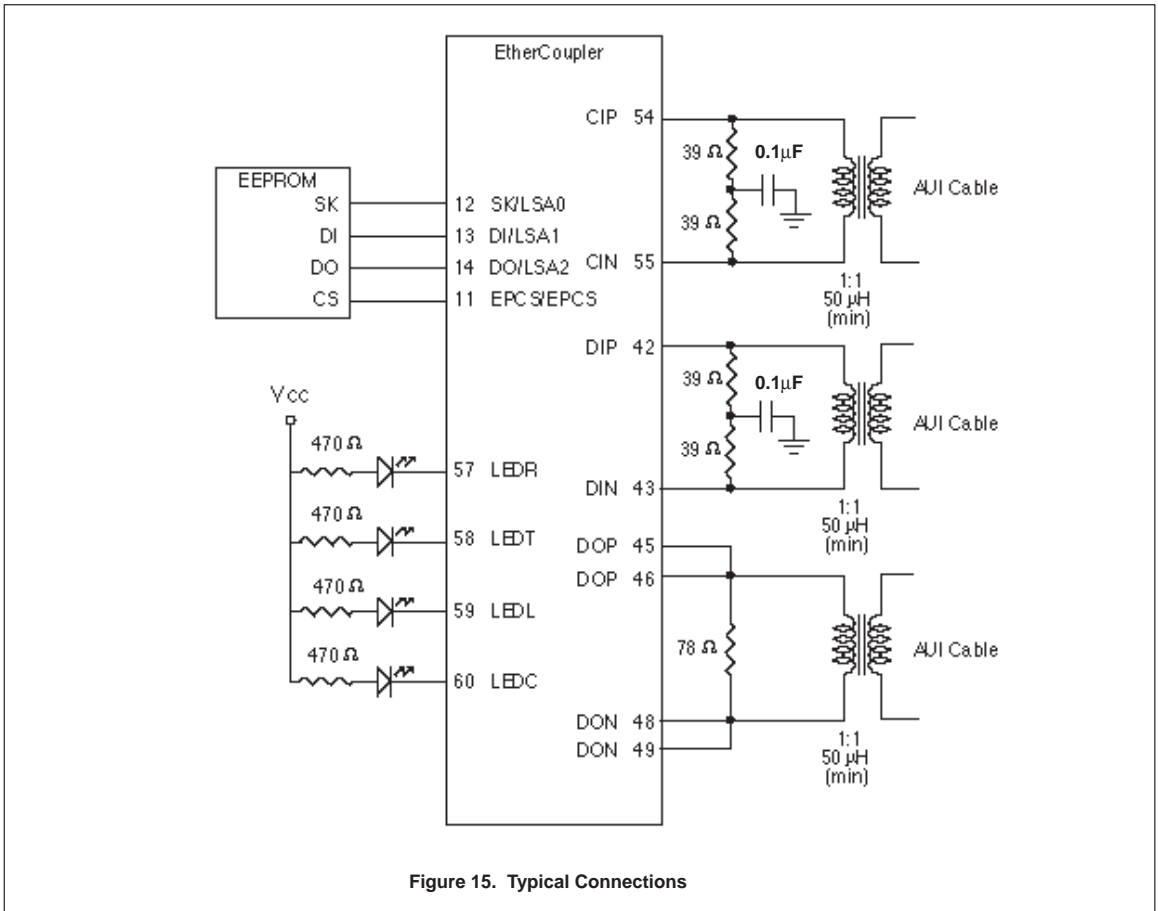 EtherCoupler
CIP 54
39 Ω
0.1µF
AUI Cable
39 Ω
CIN 55
1:1
50 µH
(min)
EEPROM
SK
DI
DO
CS
12 SK/LSA0
13 DI/LSA1
14 DO/LSA2
11 EPCS/EPCS
DIP 42
39 Ω
0.1µF
AUI Cable
39 Ω
DIN 43
1:1
50 µH
(min)
Vcc
470 Ω
57 LEDR
470 Ω
58 LEDT
470 Ω
59 LEDL
470 Ω
60 LEDC
DOP 45
DOP 46
78 Ω
AUI Cable
DON 48
DON 49
1:1
50 µH
(min)
Figure 15. Typical Connections